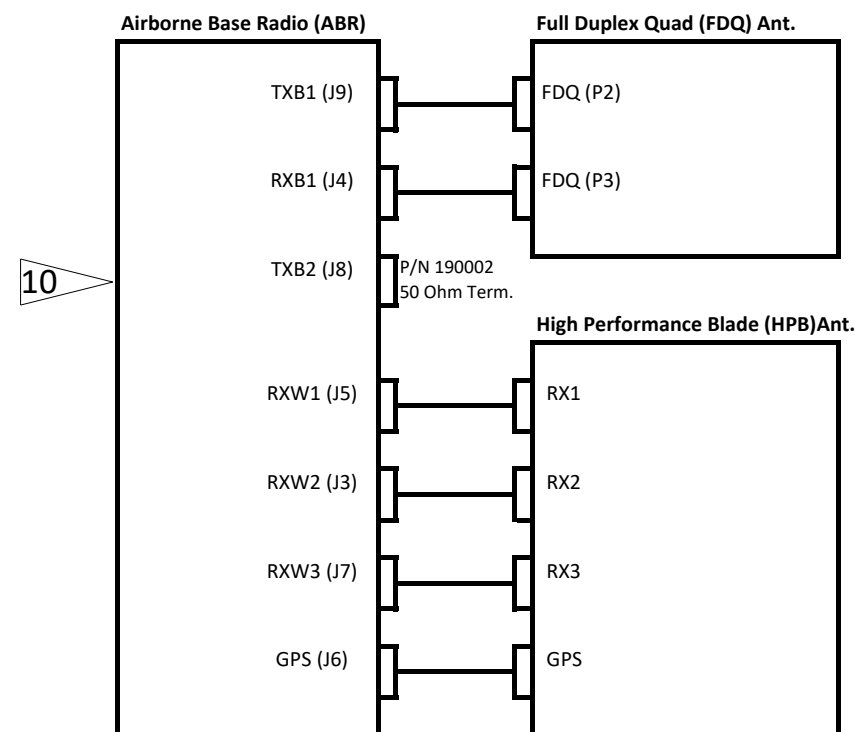 Airborne Base Radio (ABR)
Full Duplex Quad (FDQ) Ant.
TXB1 (J9)
FDQ (P2)
RXB1 (J4)
FDQ (P3)
TXB2 (J8)
P/N 190002
50 Ohm Term.
10
High Performance Blade (HPB)Ant.
RXW1 (J5)
RX1
RXW2 (J3)
RX2
RXW3 (J7)
RX3
GPS (J6)
GPS